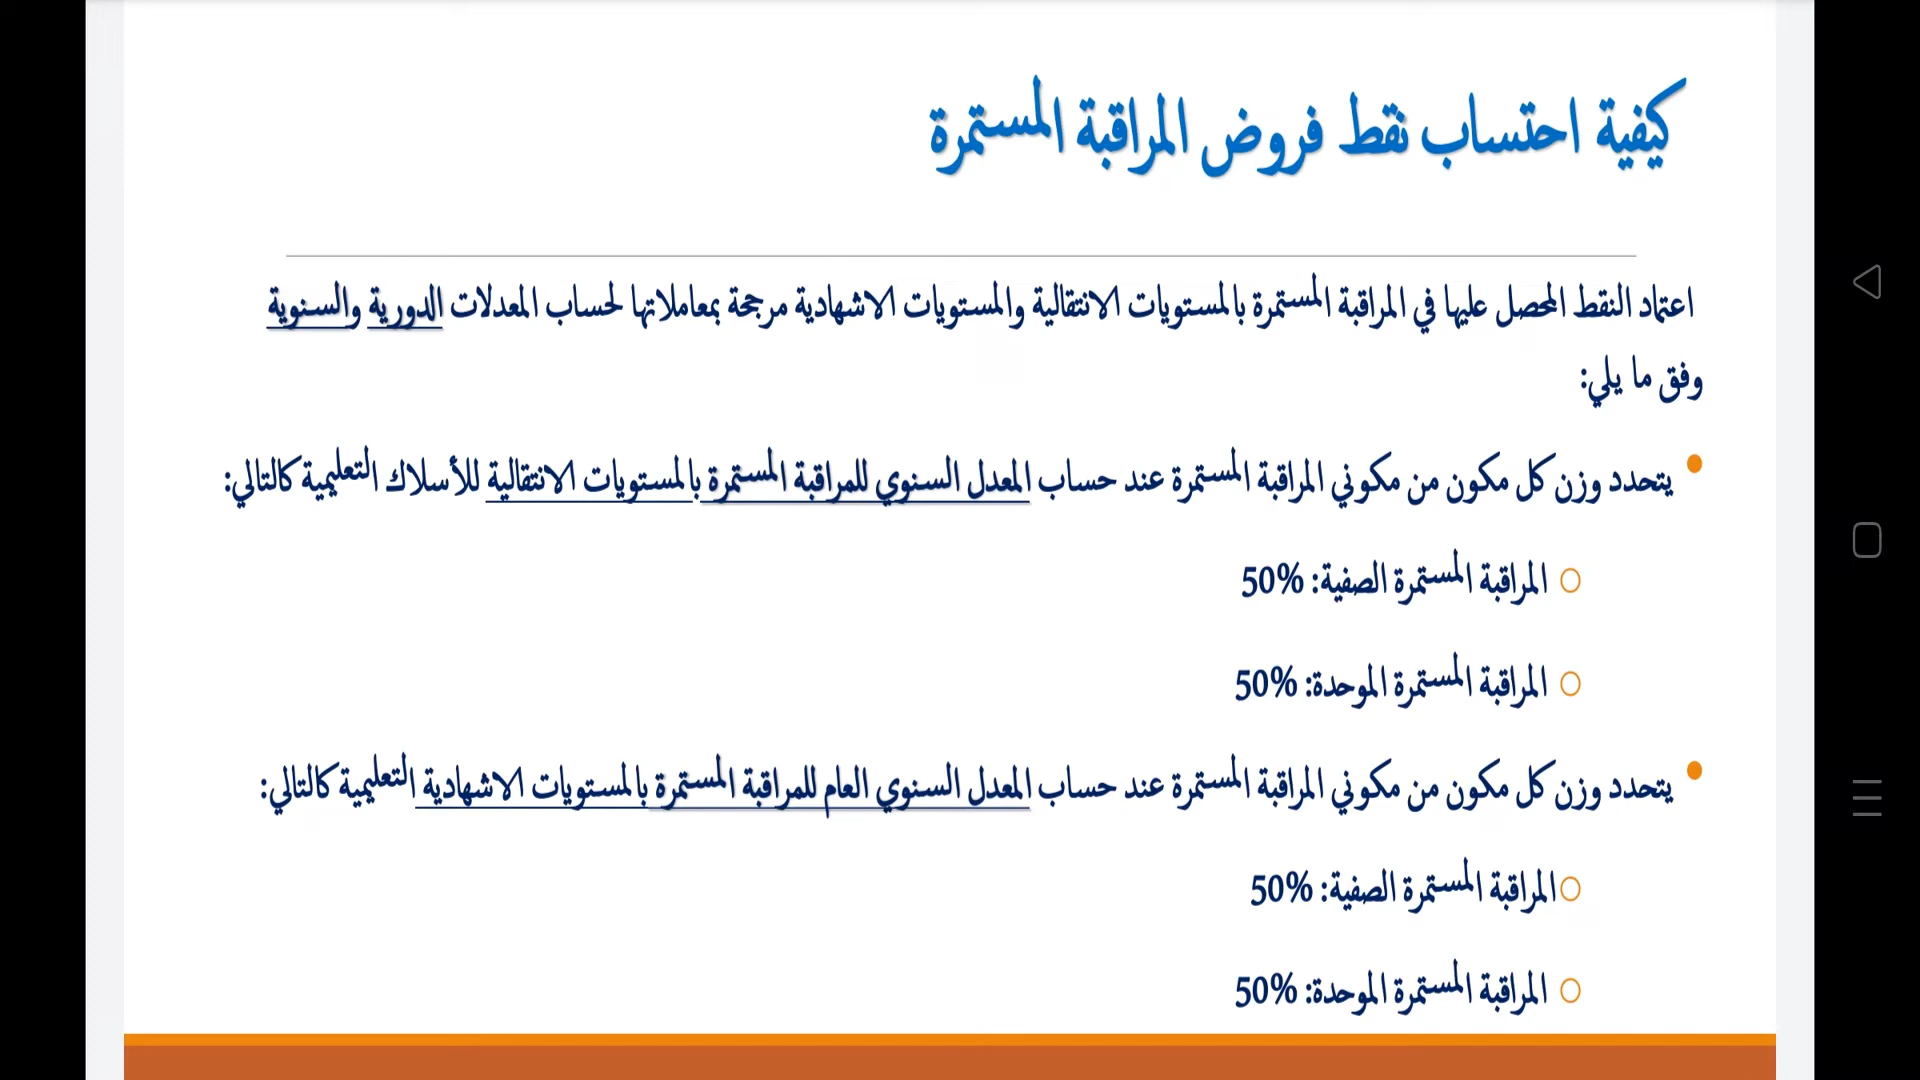 كيفية احتساب نقط فروض المراقبة المستمرة
اعتماد النقط المحصل عليها في المراقبة المستمرة بالمستويات الانتقالية والمستويات الاشهادية مرجحة بمعاملاتها لحساب المعدلات الدورية والسنوية
وفق ما يلي:
• يتحدد وزن كل مكون من مكوني المراقبة المستمرة عند حساب المعدل السنوي للمراقبة المستمرة بالمستويات الانتقالية للأسلاك التعليمية كالتالي:
○ المراقبة المستمرة الصفية: 50%
○ المراقبة المستمرة الموحدة: 50%
• يتحدد وزن كل مكون من مكوني المراقبة المستمرة عند حساب المعدل السنوي العام للمراقبة المستمرة بالمستويات الاشهادية التعليمية كالتالي:
○ المراقبة المستمرة الصفية: 50%
○ المراقبة المستمرة الموحدة: 50%